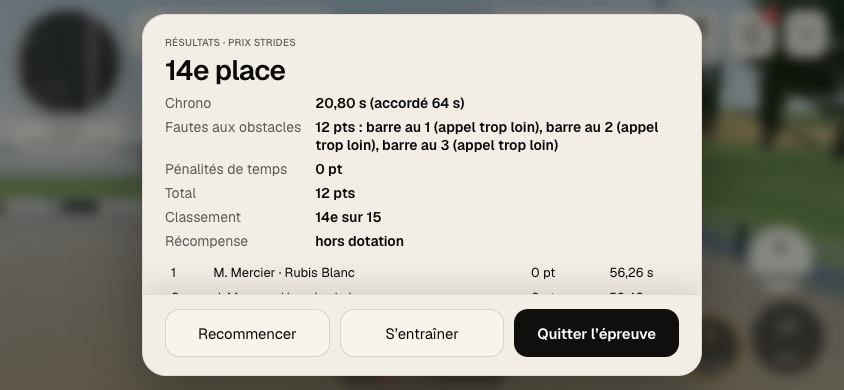 RÉSULTATS · PRIX STRIDES
14e place
Chrono 20,80 s (accordé 64 s)
Fautes aux obstacles 12 pts : barre au 1 (appel trop loin), barre au 2 (appel
trop loin), barre au 3 (appel trop loin)
Pénalités de temps 0 pt
Total 12 pts
Classement 14e sur 15
Récompense hors dotation
1 M. Mercier · Rubis Blanc 0 pt 56,26 s
Recommencer S'entraîner Quitter l'épreuve